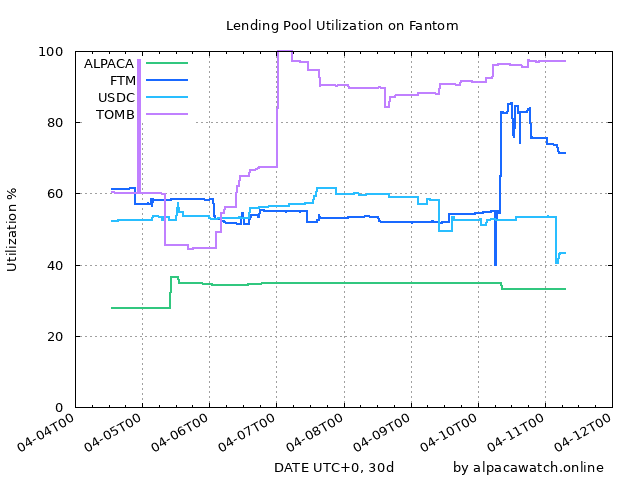 Lending Pool Utilization on Fantom
ALPACA
FTM
USDC
TOMB
Utilization %
100
80
60
40
20
0
04-04T00
04-05T00
04-06T00
04-07T00
04-08T00
04-09T00
04-10T00
04-11T00
04-12T00
DATE UTC+0, 30d
by alpacawatch.online